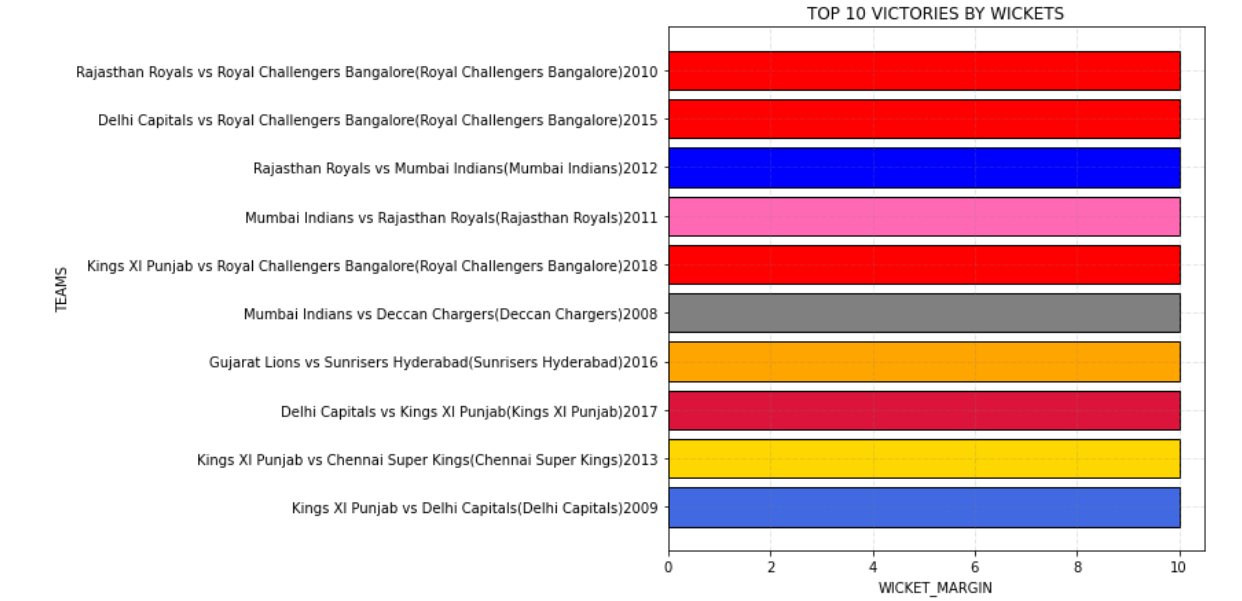 TOP 10 VICTORIES BY WICKETS
Rajasthan Royals vs Royal Challengers Bangalore(Royal Challengers Bangalore)2010
Delhi Capitals vs Royal Challengers Bangalore(Royal Challengers Bangalore)2015
Rajasthan Royals vs Mumbai Indians(Mumbai Indians)2012
Mumbai Indians vs Rajasthan Royals(Rajasthan Royals)2011
Kings XI Punjab vs Royal Challengers Bangalore(Royal Challengers Bangalore)2018
Mumbai Indians vs Deccan Chargers(Deccan Chargers)2008
Gujarat Lions vs Sunrisers Hyderabad(Sunrisers Hyderabad)2016
Delhi Capitals vs Kings XI Punjab(Kings XI Punjab)2017
Kings XI Punjab vs Chennai Super Kings(Chennai Super Kings)2013
Kings XI Punjab vs Delhi Capitals(Delhi Capitals)2009
TEAMS
0 2 4 6 8 10
WICKET_MARGIN